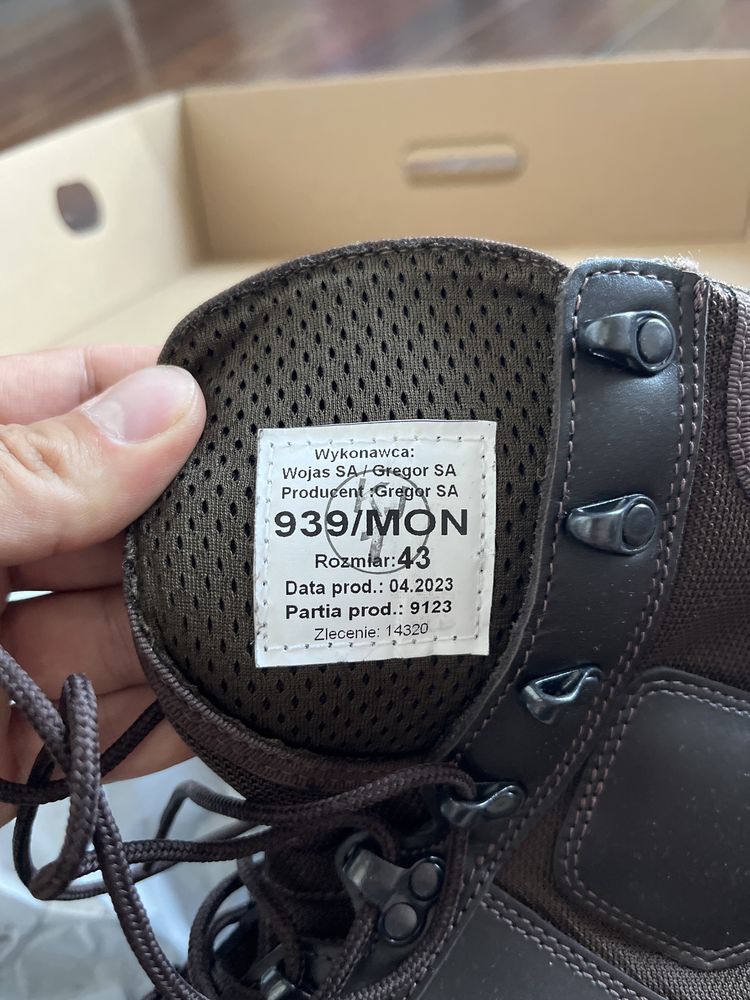 Wykonawca:
Wojas SA / Gregor SA
Producent :Gregor SA
939/MON
Rozmiar:43
Data prod.: 04.2023
Partia prod.: 9123
Zlecenie: 14320